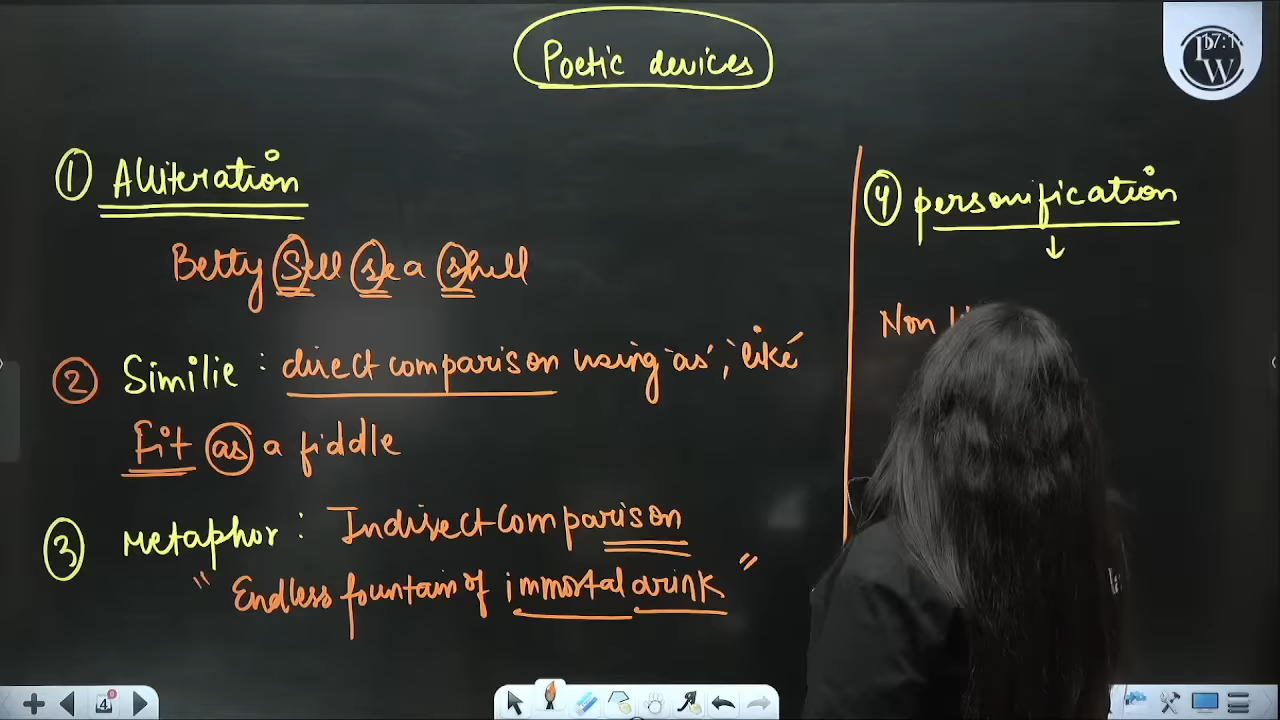 Poetic devices
① Alliteration
Betty Sell sea shell
② Similie : direct comparison using 'as', 'like'
Fit as a fiddle
③ Metaphor : Indirect Comparison
" Endless fountain of immortal drink "
④ personification
↓
Non
4